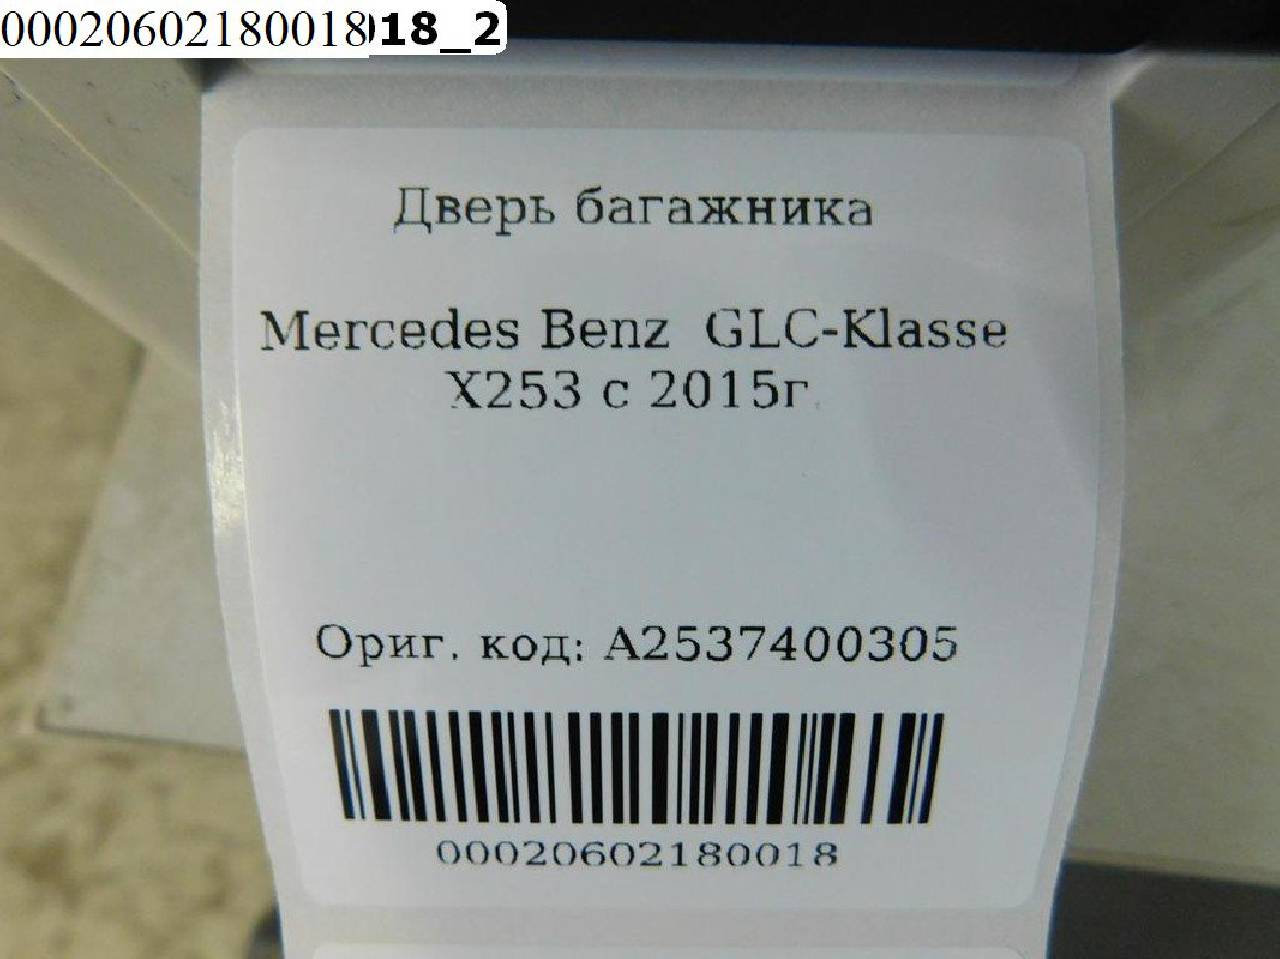 0002060218001818_2
Дверь багажника
Mercedes Benz GLC-Klasse
X253 с 2015г.
Ориг. код: A2537400305
00020602180018